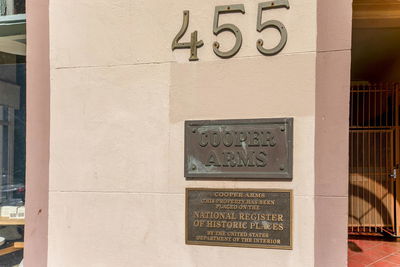 455
COOPER
ARMS
COOPER ARMS
THIS PROPERTY HAS BEEN
PLACED ON THE
NATIONAL REGISTER
OF HISTORIC PLACES
BY THE UNITED STATES
DEPARTMENT OF THE INTERIOR